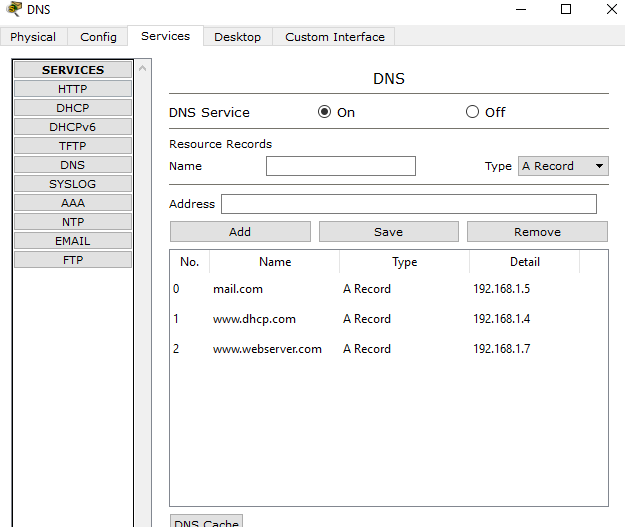 DNS
Physical Config Services Desktop Custom Interface
SERVICES
HTTP
DHCP
DHCPv6
TFTP
DNS
SYSLOG
AAA
NTP
EMAIL
FTP
DNS
DNS Service On Off
Resource Records
Name Type A Record
Address
Add Save Remove
No. Name Type Detail
0 mail.com A Record 192.168.1.5
1 www.dhcp.com A Record 192.168.1.4
2 www.webserver.com A Record 192.168.1.7
DNS Cache